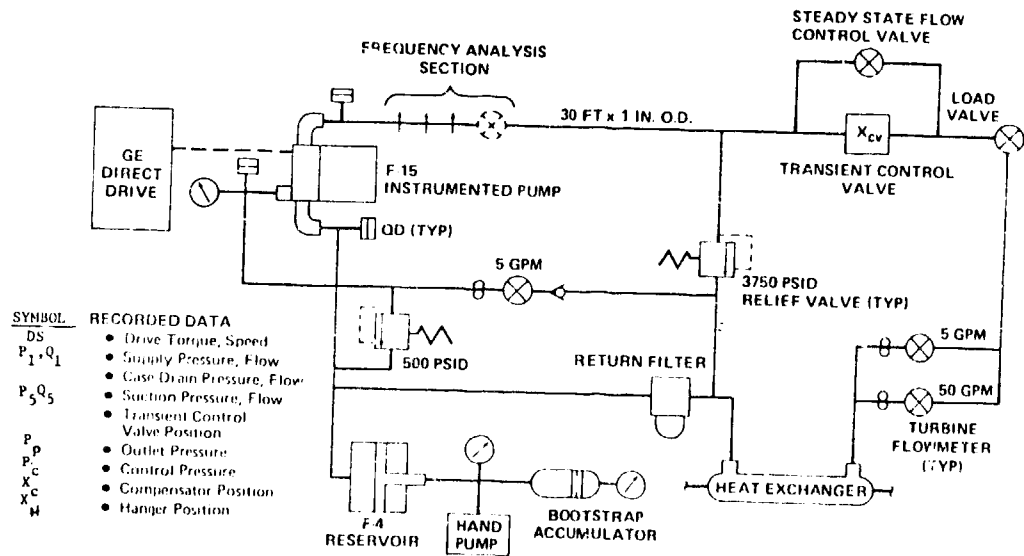 STEADY STATE FLOW
CONTROL VALVE
FREQUENCY ANALYSIS
SECTION
LOAD
VALVE
30 FT x 1 IN. O.D.
X_CV
TRANSIENT CONTROL
VALVE
GE
DIRECT
DRIVE
F-15
INSTRUMENTED PUMP
QD (TYP)
5 GPM
3750 PSID
RELIEF VALVE (TYP)
500 PSID
RETURN FILTER
5 GPM
50 GPM
TURBINE
FLOWMETER
(TYP)
HEAT EXCHANGER
F-4
RESERVOIR
HAND
PUMP
BOOTSTRAP
ACCUMULATOR
SYMBOL RECORDED DATA
DS • Drive Torque, Speed
P1,Q1 • Supply Pressure, Flow
• Case Drain Pressure, Flow
P5Q5 • Suction Pressure, Flow
• Transient Control
Valve Position
Pp • Outlet Pressure
Pc • Control Pressure
Xc • Compensator Position
XH • Hanger Position